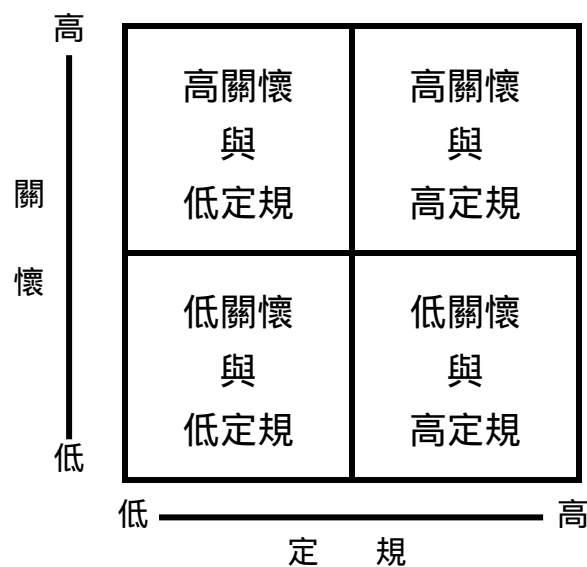 高
關
懷
低
高關懷
與
低定規
高關懷
與
高定規
低關懷
與
低定規
低關懷
與
高定規
低 高
定 規